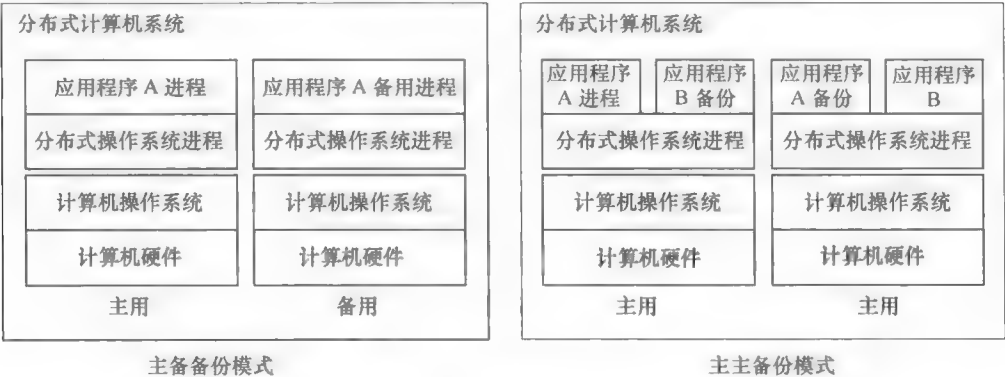 分布式计算机系统
应用程序 A 进程
应用程序 A 备用进程
分布式操作系统进程
分布式操作系统进程
计算机操作系统
计算机操作系统
计算机硬件
计算机硬件
主用
备用
主备备份模式
分布式计算机系统
应用程序
A 进程
应用程序
B 备份
应用程序
A 备份
应用程序
B
分布式操作系统进程
分布式操作系统进程
计算机操作系统
计算机操作系统
计算机硬件
计算机硬件
主用
主用
主主备份模式